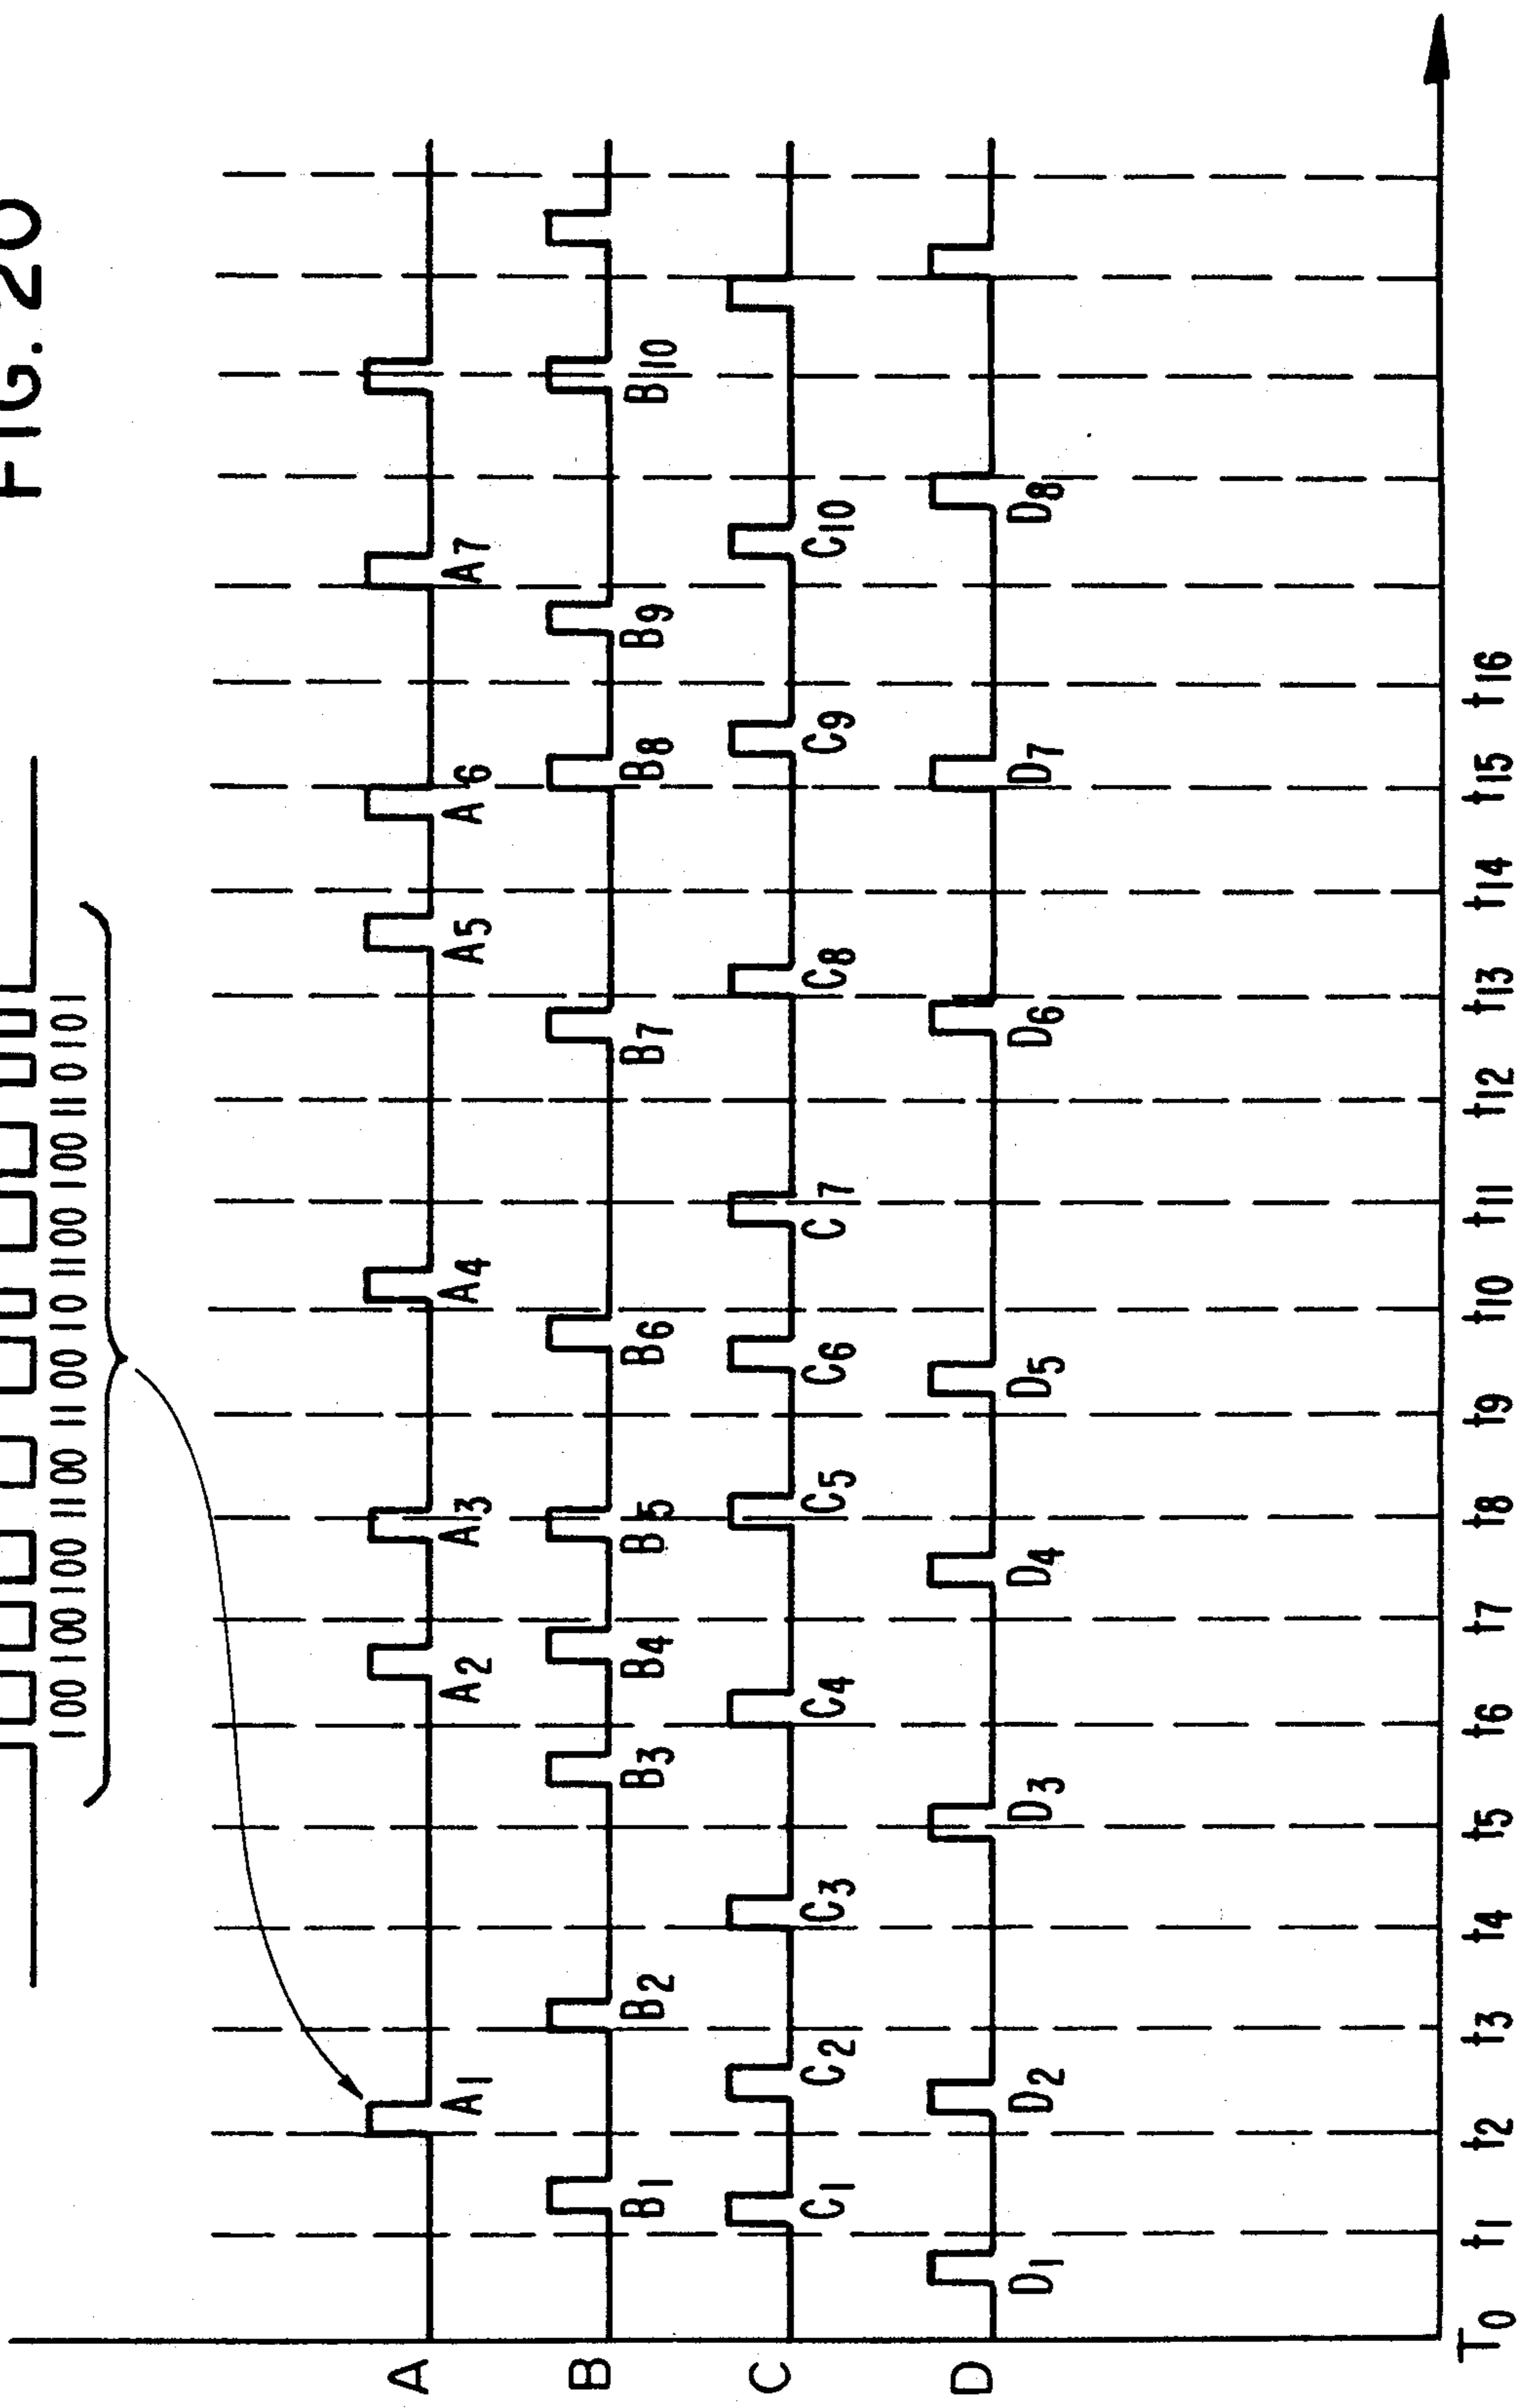 FIG. 20
100 100 100 11 00 11 00 10 11 00 100 11 0 101
A
A1 A2 A3 A4 A5 A6 A7
B
B1 B2 B3 B4 B5 B6 B7 B8 B9 B10
C
C1 C2 C3 C4 C5 C6 C7 C8 C9 C10
D
D1 D2 D3 D4 D5 D6 D7 D8
T0 t1 t2 t3 t4 t5 t6 t7 t8 t9 t10 t11 t12 t13 t14 t15 t16